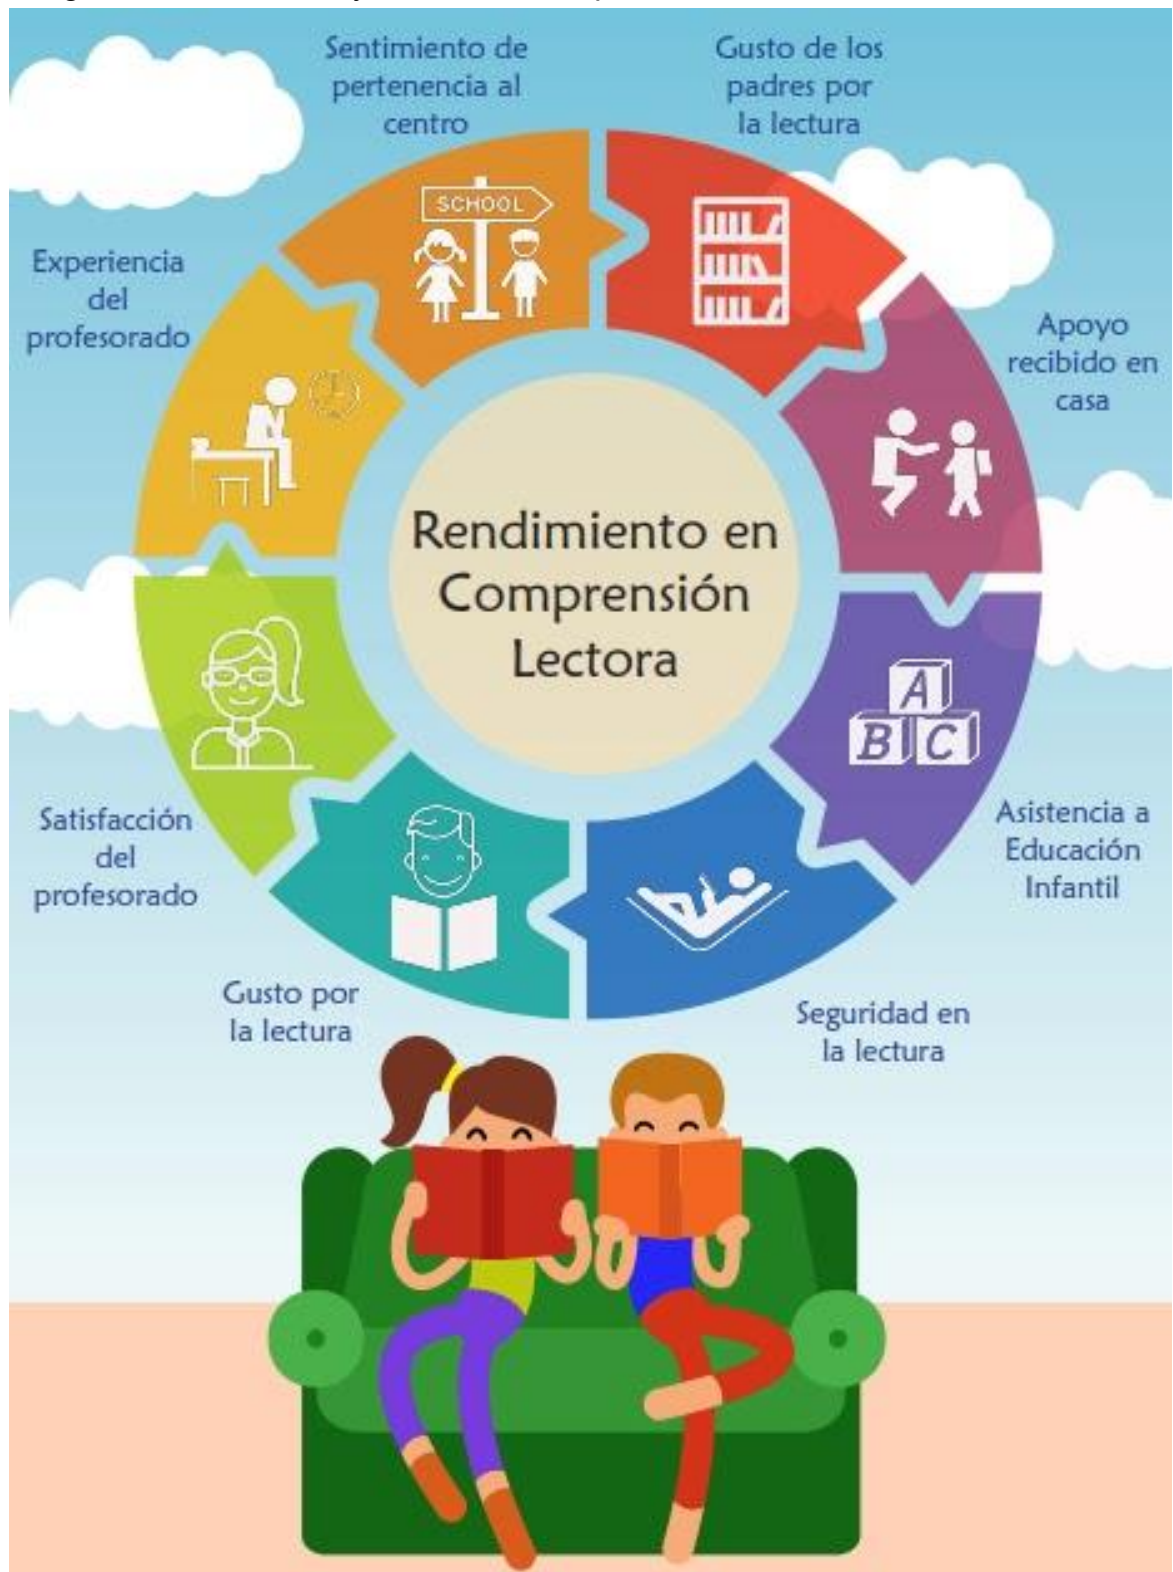 Sentimiento de
pertenencia al
centro
Gusto de los
padres por
la lectura
SCHOOL
Experiencia
del
profesorado
Apoyo
recibido en
casa
Rendimiento en
Comprensión
Lectora
A
B C
Satisfacción
del
profesorado
Asistencia a
Educación
Infantil
Gusto por
la lectura
Seguridad en
la lectura